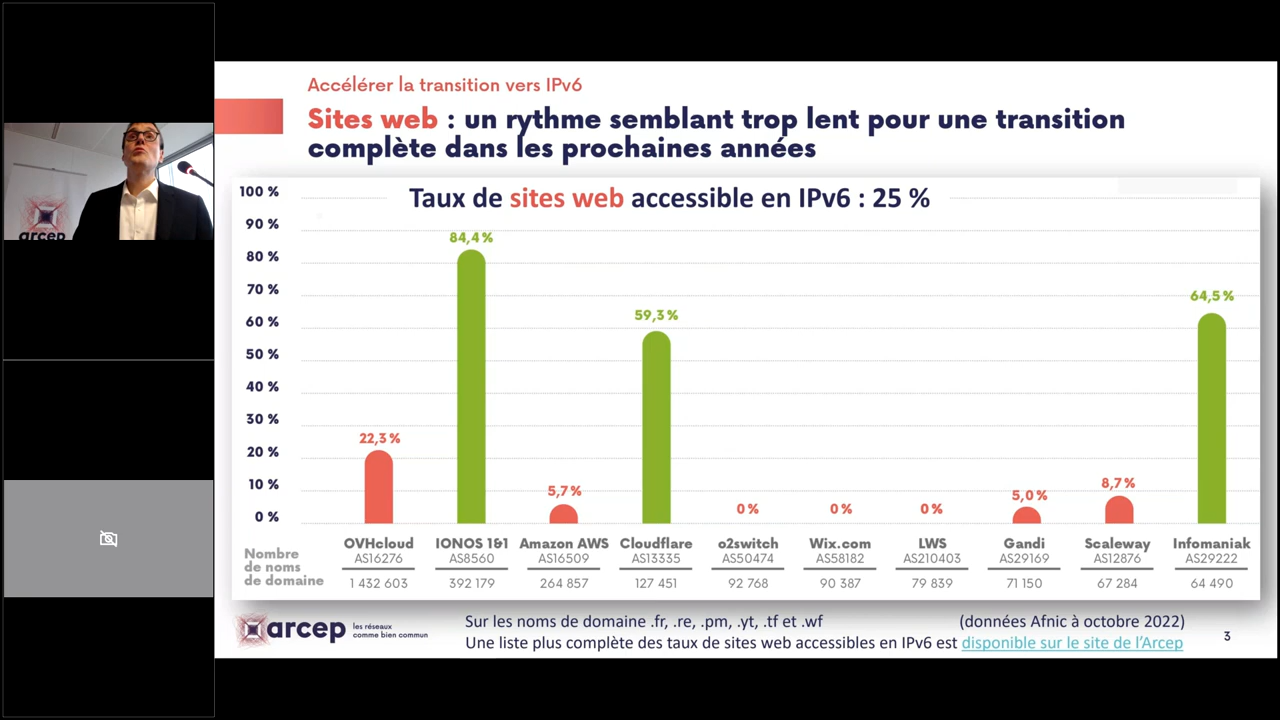 arcep
Accélérer la transition vers IPv6
Sites web : un rythme semblant trop lent pour une transition
complète dans les prochaines années
Taux de sites web accessible en IPv6 : 25 %
100 %
90 %
80 %
70 %
60 %
50 %
40 %
30 %
20 %
10 %
0 %
22,3 %
84,4 %
5,7 %
59,3 %
0 %
0 %
0 %
5,0 %
8,7 %
64,5 %
OVHcloud IONOS 1&1 Amazon AWS Cloudflare o2switch Wix.com LWS Gandi Scaleway Infomaniak
AS16276 AS8560 AS16509 AS13335 AS50474 AS58182 AS210403 AS29169 AS12876 AS29222
Nombre
de noms
de domaine
1 432 603 392 179 264 857 127 451 92 768 90 387 79 839 71 150 67 284 64 490
arcep
les réseaux
comme bien commun
Sur les noms de domaine .fr, .re, .pm, .yt, .tf et .wf (données Afnic à octobre 2022)
Une liste plus complète des taux de sites web accessibles en IPv6 est disponible sur le site de l'Arcep
3